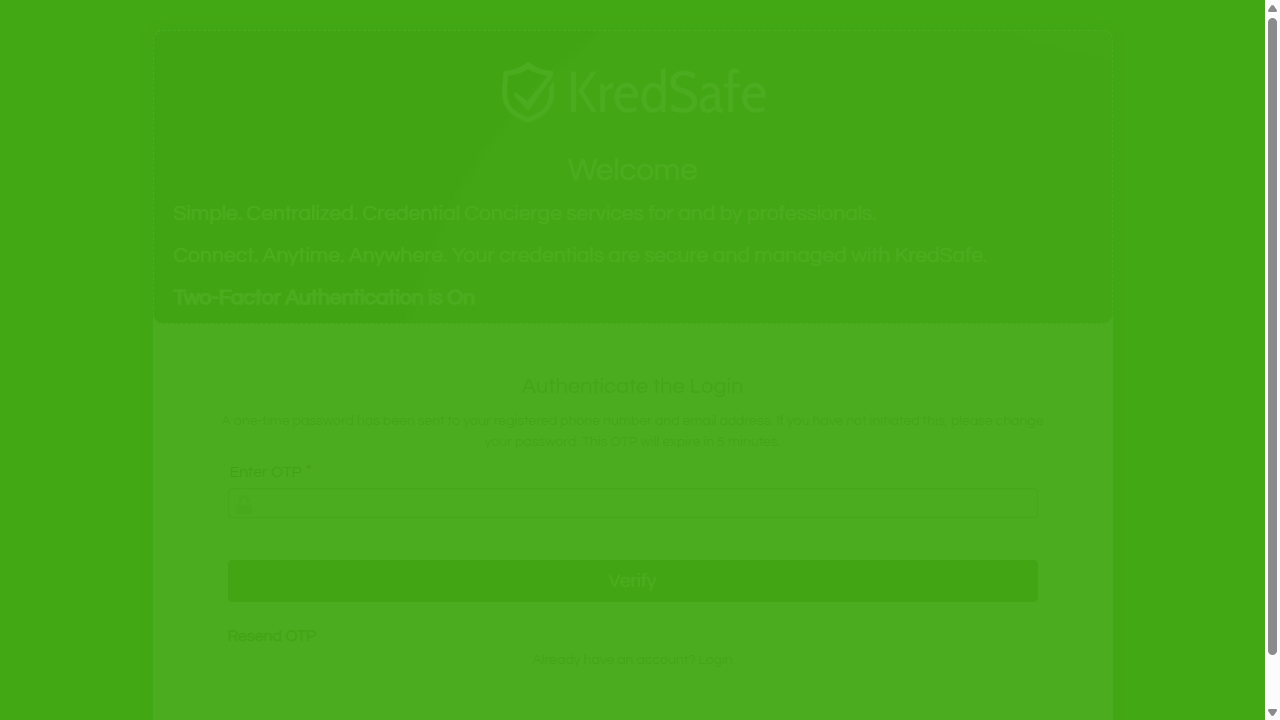 KredSafe
Welcome
Simple. Centralized. Credential Concierge services for and by professionals.
Connect. Anytime. Anywhere. Your credentials are secure and managed with KredSafe.
Two-Factor Authentication is On
Authenticate the Login
A one-time password has been sent to your registered phone number and email address. If you have not initiated this, please change
your password. This OTP will expire in 5 minutes.
Enter OTP *
Verify
Resend OTP
Already have an account? Login